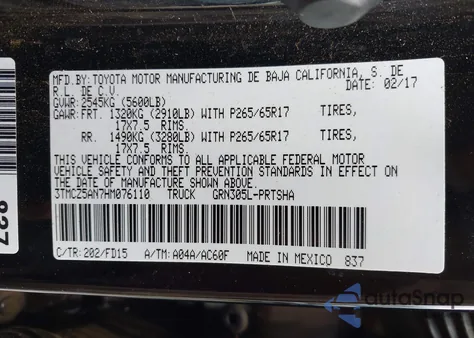 MFD.BY: TOYOTA MOTOR MANUFACTURING DE BAJA CALIFORNIA, S. DE
R.L. DE C.V. DATE: 02/17
GVWR: 2545KG (5600LB)
GAWR: FRT. 1320KG (2910LB) WITH P265/65R17 TIRES,
17X7.5 RIMS.
RR. 1490KG (3280LB) WITH P265/65R17 TIRES,
17X7.5 RIMS.
THIS VEHICLE CONFORMS TO ALL APPLICABLE FEDERAL MOTOR
VEHICLE SAFETY AND THEFT PREVENTION STANDARDS IN EFFECT
ON THE DATE OF MANUFACTURE SHOWN ABOVE.
3TMCZ5AN7HM076110 TRUCK GRN305L-PRTSHA
C/TR: 202/FD15 A/TM: A04A/AC60F MADE IN MEXICO 837
837
autoSnap